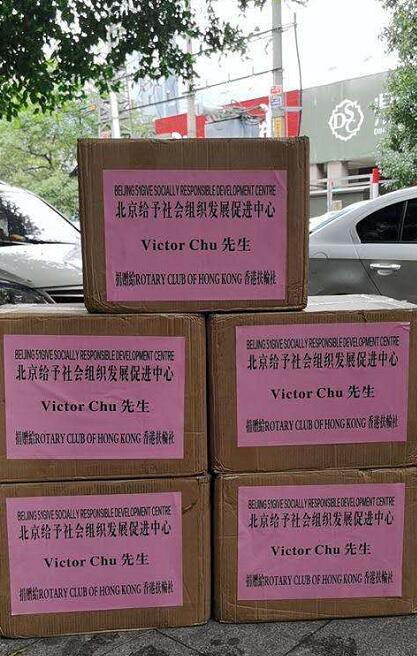 BEIJING 51GIVE SOCIALLY RESPONSIBLE DEVELOPMENT CENTRE
北京给予社会组织发展促进中心
Victor Chu 先生
捐赠給ROTARY CLUB OF HONG KONG 香港扶輪社
BEIJING 51GIVE SOCIALLY RESPONSIBLE DEVELOPMENT CENTRE
北京给予社会组织发展促进中心
Victor Chu 先生
捐赠給ROTARY CLUB OF HONG KONG 香港扶輪社
BEIJING 51GIVE SOCIALLY RESPONSIBLE DEVELOPMENT CENTRE
北京给予社会组织发展促进中心
Victor Chu 先生
捐赠給ROTARY CLUB OF HONG KONG 香港扶輪社
BEIJING 51GIVE SOCIALLY RESPONSIBLE DEVELOPMENT CENTRE
北京给予社会组织发展促进中心
Victor Chu 先生
捐赠給ROTARY CLUB OF HONG KONG 香港扶輪社
BEIJING 51GIVE SOCIALLY RESPONSIBLE DEVELOPMENT CENTRE
北京给予社会组织发展促进中心
Victor Chu 先生
捐赠給ROTARY CLUB OF HONG KONG 香港扶輪社